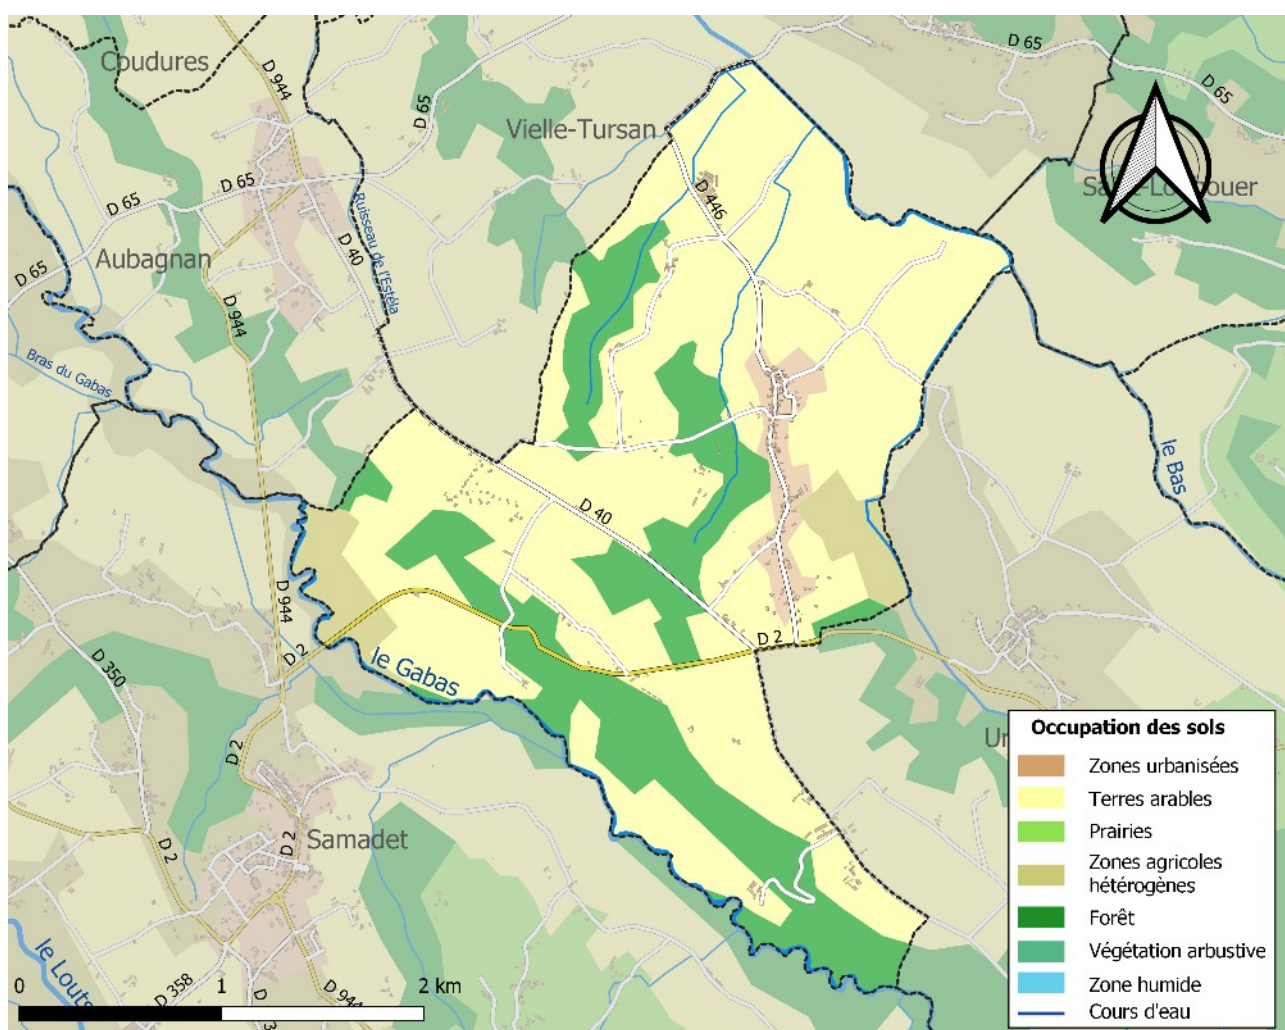 Coudures
D 944
D 65
D 65
D 65
Vielle-Tursan
D 65
D 446
D 65
Ruisseau de l'Estéla
D 65
Aubagnan
D 40
D 65
D 944
Bras du Gabas
le Bas
D 40
D 944
D 2
D 2
le Gabas
D 350
D 2
Samadet
D 2
D 2
le Louts
D 358
D 944
0 1 2 km
Occupation des sols
Zones urbanisées
Terres arables
Prairies
Zones agricoles
hétérogènes
Forêt
Végétation arbustive
Zone humide
Cours d'eau